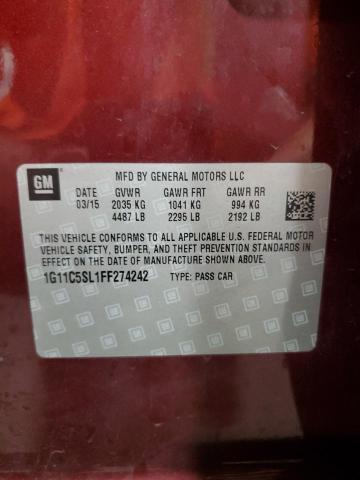 GM
MFD BY GENERAL MOTORS LLC
DATE GVWR GAWR FRT GAWR RR
03/15 2035 KG 1041 KG 994 KG
4487 LB 2295 LB 2192 LB
THIS VEHICLE CONFORMS TO ALL APPLICABLE U.S. FEDERAL MOTOR
VEHICLE SAFETY, BUMPER, AND THEFT PREVENTION STANDARDS IN
EFFECT ON THE DATE OF MANUFACTURE SHOWN ABOVE.
1G11C5SL1FF274242 TYPE: PASS CAR